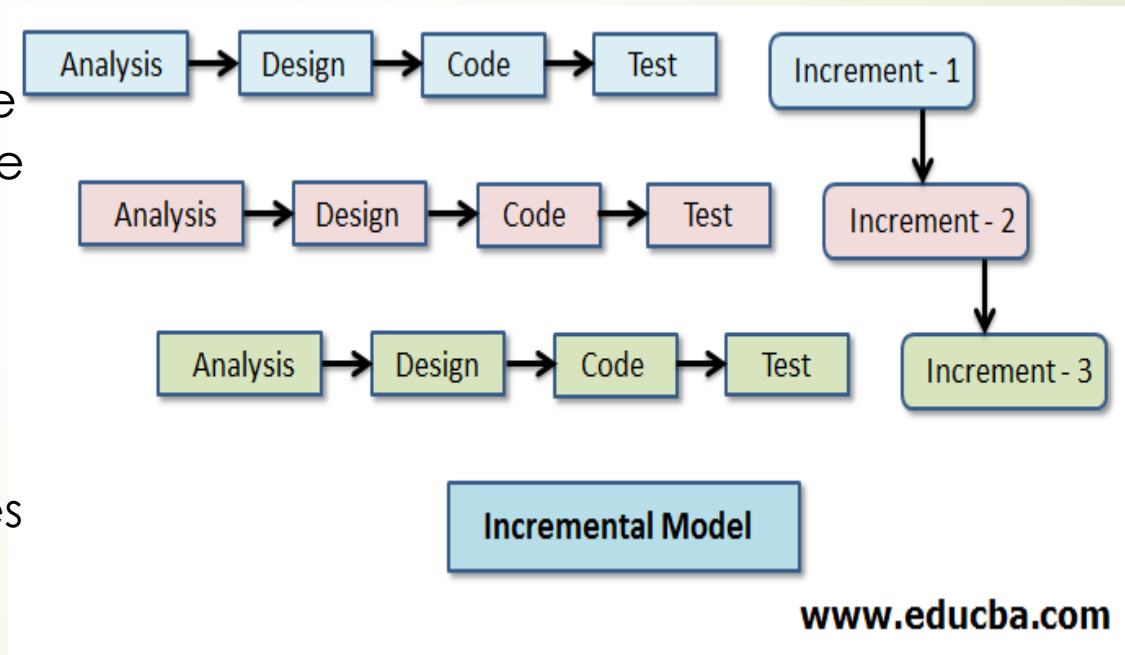 Analysis Design Code Test Increment - 1
Analysis Design Code Test Increment - 2
Analysis Design Code Test Increment - 3
Incremental Model
www.educba.com